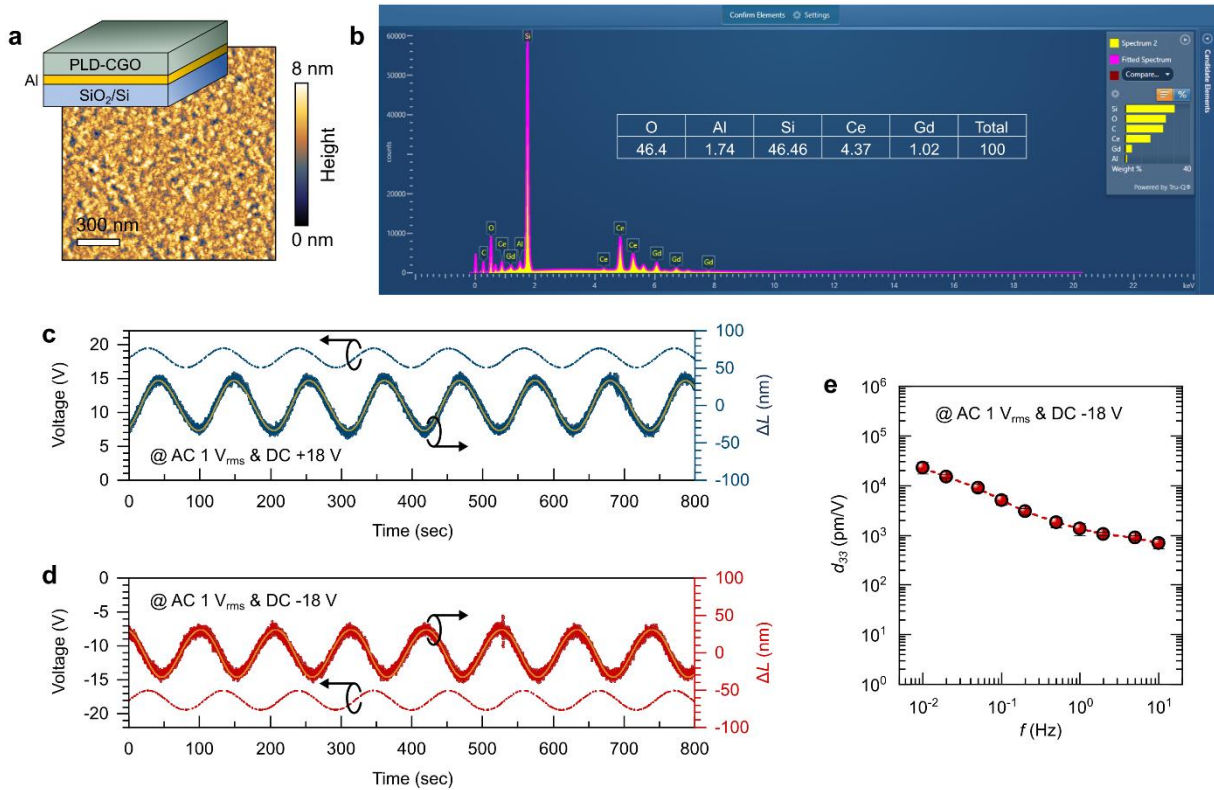 a
PLD-CGO
Al
SiO2/Si
8 nm
Height
0 nm
300 nm
b
Confirm Elements Settings
60000
50000
40000
30000
20000
10000
0
counts
Si
O
C
Ce
Gd
Al
Ce
Ce
Ce
Gd
Gd
Gd
0 2 4 6 8 10 12 14 16 18 20 22 keV
O Al Si Ce Gd Total
46.4 1.74 46.46 4.37 1.02 100
Spectrum 2
Fitted Spectrum
Compare...
%
Si
O
C
Ce
Gd
Al
Weight % 40
Powered by Tru-Q®
Candidate Elements
c
Voltage (V)
20
15
10
5
0
100
50
0
-50
-100
ΔL (nm)
@ AC 1 Vrms & DC +18 V
0 100 200 300 400 500 600 700 800
Time (sec)
d
Voltage (V)
0
-5
-10
-15
-20
100
50
0
-50
-100
ΔL (nm)
@ AC 1 Vrms & DC -18 V
0 100 200 300 400 500 600 700 800
Time (sec)
e
@ AC 1 Vrms & DC -18 V
d33 (pm/V)
10^6
10^5
10^4
10^3
10^2
10^1
10^0
10^-2 10^-1 10^0 10^1
f (Hz)